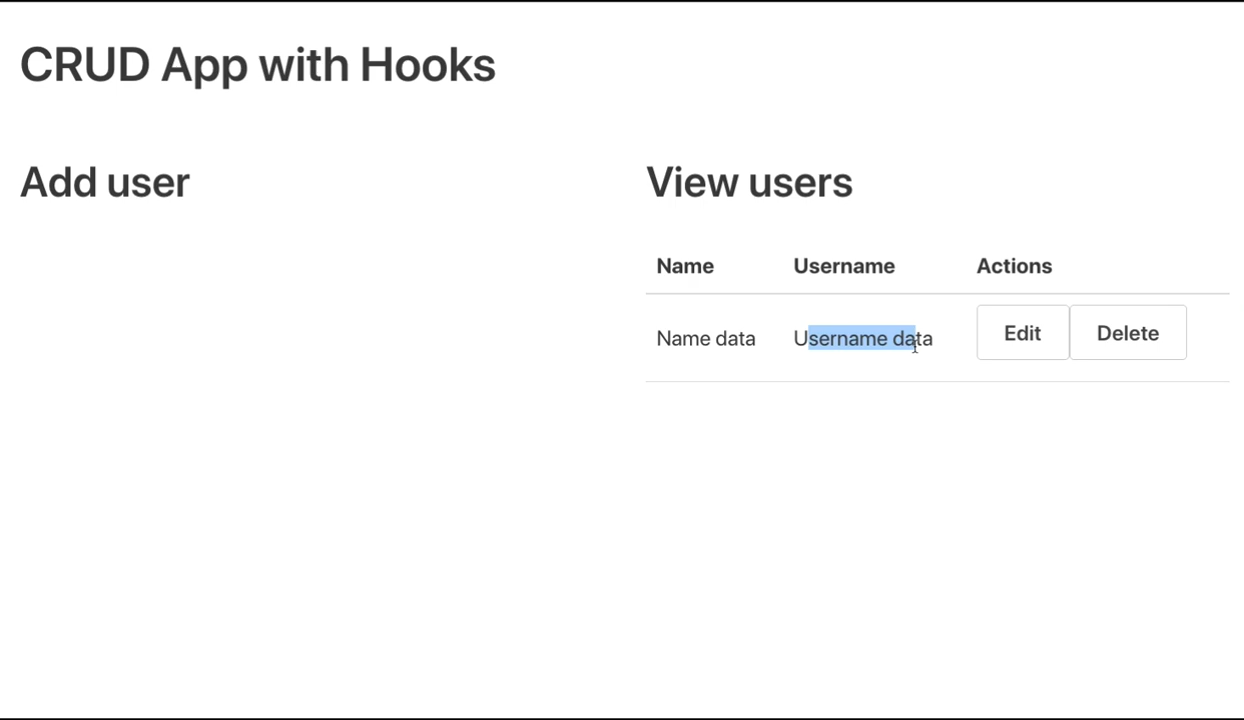 CRUD App with Hooks
Add user
View users
Name Username Actions
Name data Username data Edit Delete